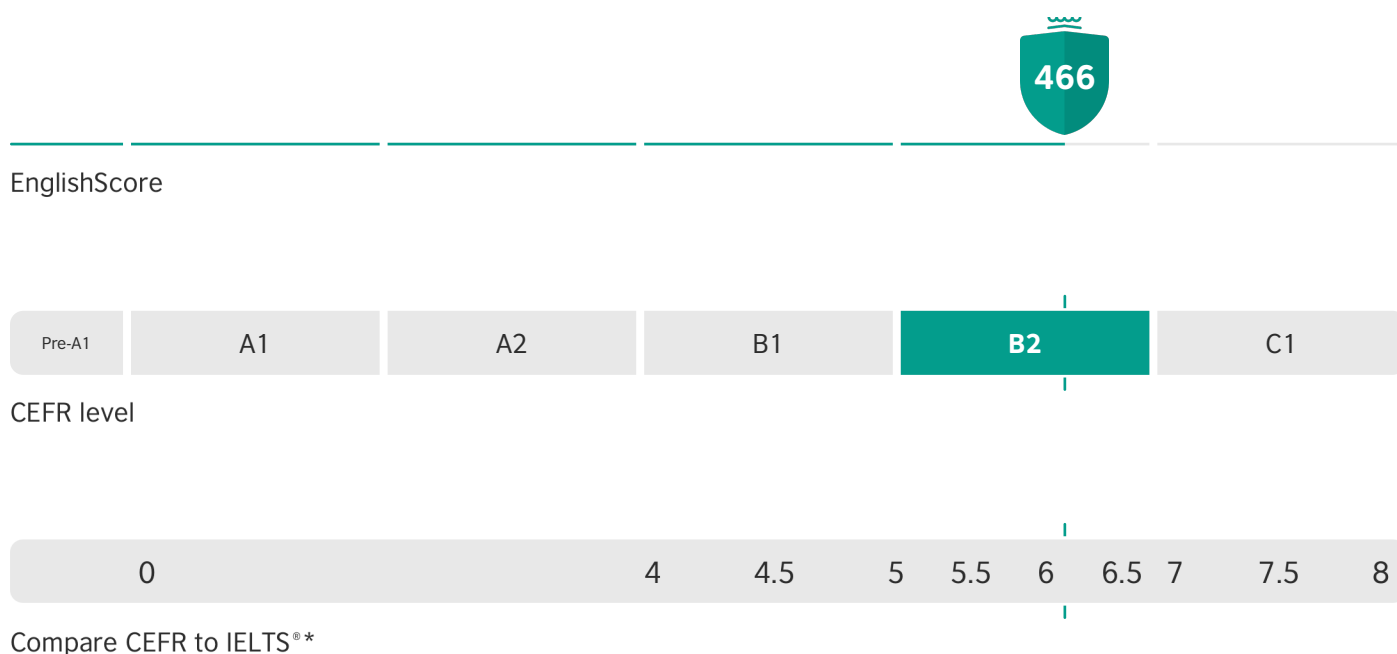 466
EnglishScore
Pre-A1 A1 A2 B1 B2 C1
CEFR level
0 4 4.5 5 5.5 6 6.5 7 7.5 8
Compare CEFR to IELTS®*